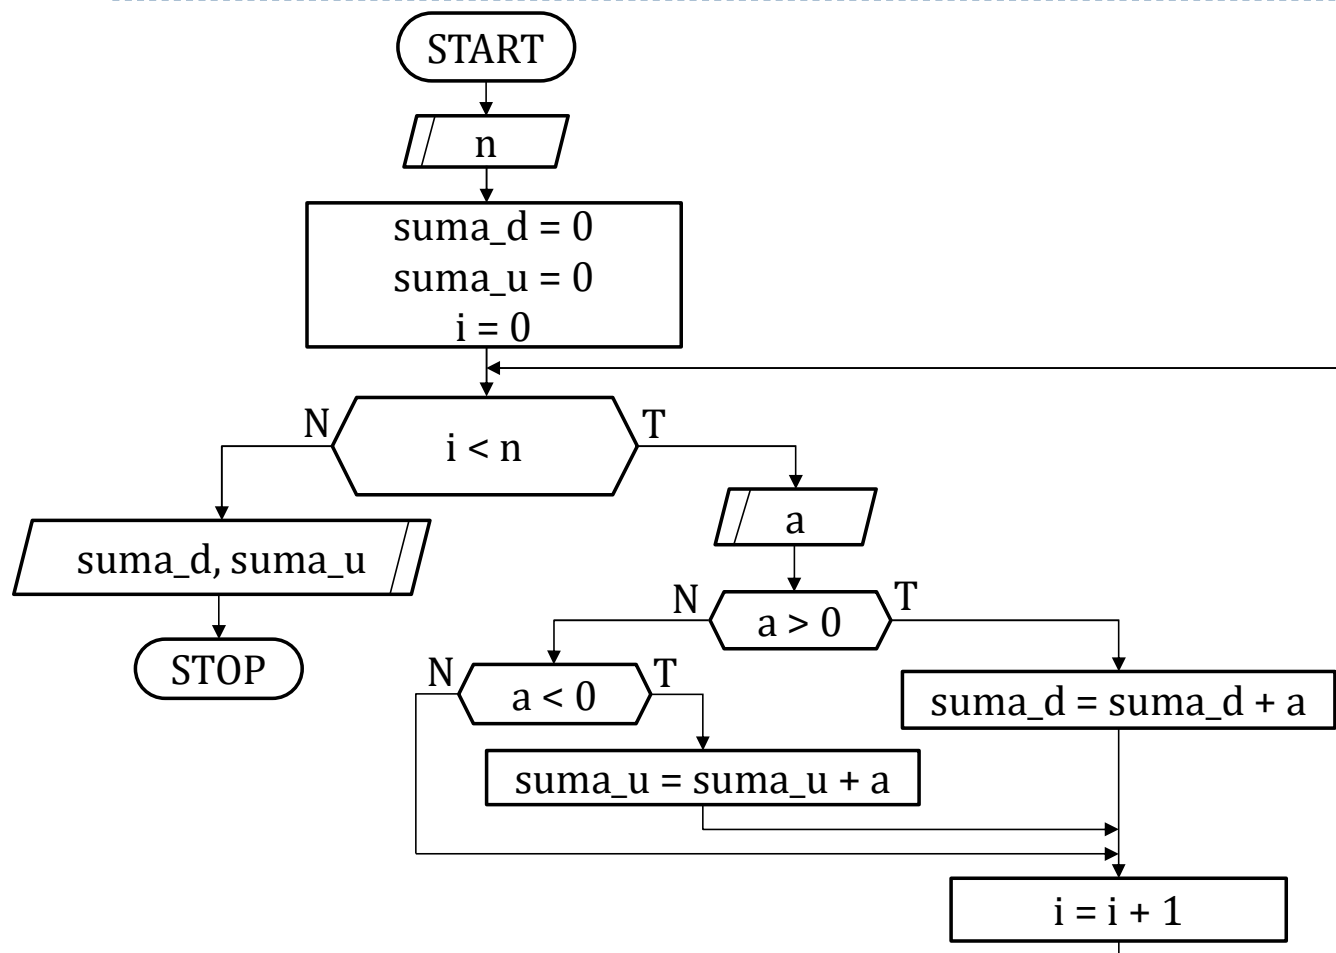 START
n
suma_d = 0
suma_u = 0
i = 0
N
T
i < n
a
suma_d, suma_u
N
T
a > 0
STOP
N
T
a < 0
suma_d = suma_d + a
suma_u = suma_u + a
i = i + 1